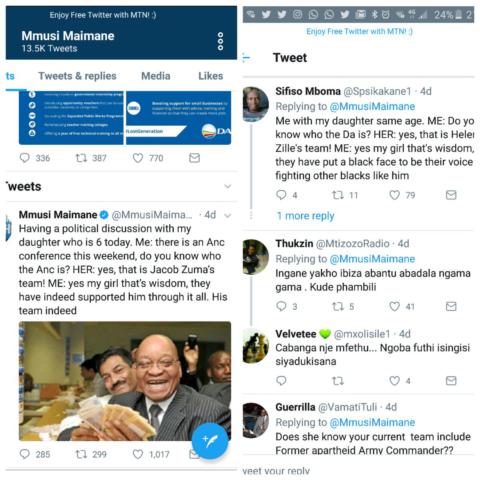 Enjoy Free Twitter with MTN! :)
Mmusi Maimane
13.5K Tweets
ts
Tweets & replies
Media
Likes
Boosting support for small businesses by
#LostGeneration
DA
336
387
770
Tweets
Mmusi Maimane @MmusiMaima... · 4d
Having a political discussion with my
daughter who is 6 today. Me: there is an Anc
conference this weekend, do you know who
the Anc is? HER: yes, that is Jacob Zuma's
team! ME: yes my girl that's wisdom, they
have indeed supported him through it all. His
team indeed
285
299
1,017
24%
2
Enjoy Free Twitter with MTN! :)
Tweet
Sifiso Mboma @Spsikakane1 · 4d
Replying to @MmusiMaimane
Me with my daughter same age. ME: Do yo
know who the Da is? HER: yes, that is Helen
Zille's team! ME: yes my girl that's wisdom,
they have put a black face to be their voice
fighting other blacks like him
4
11
79
1 more reply
Thukzin @MtizozoRadio · 4d
Replying to @MmusiMaimane
Ingane yakho ibiza abantu abadala ngama
gama . Kude phambili
3
5
41
Velvetee @mxolisile1 · 4d
Cabanga nje mfethu... Ngoba futhi isingisi
siyadukisana
4
Guerrilla @VamatiTuli · 4d
Replying to @MmusiMaimane
Does she know your current team include
Former apartheid Army Commander??
weet your reply